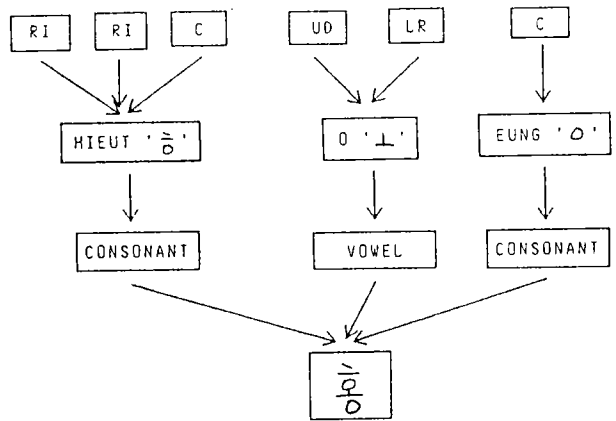 RI RI C UD LR C
HIEUT 'ㅎ' O 'ㅗ' EUNG 'ㅇ'
CONSONANT VOWEL CONSONANT
홍